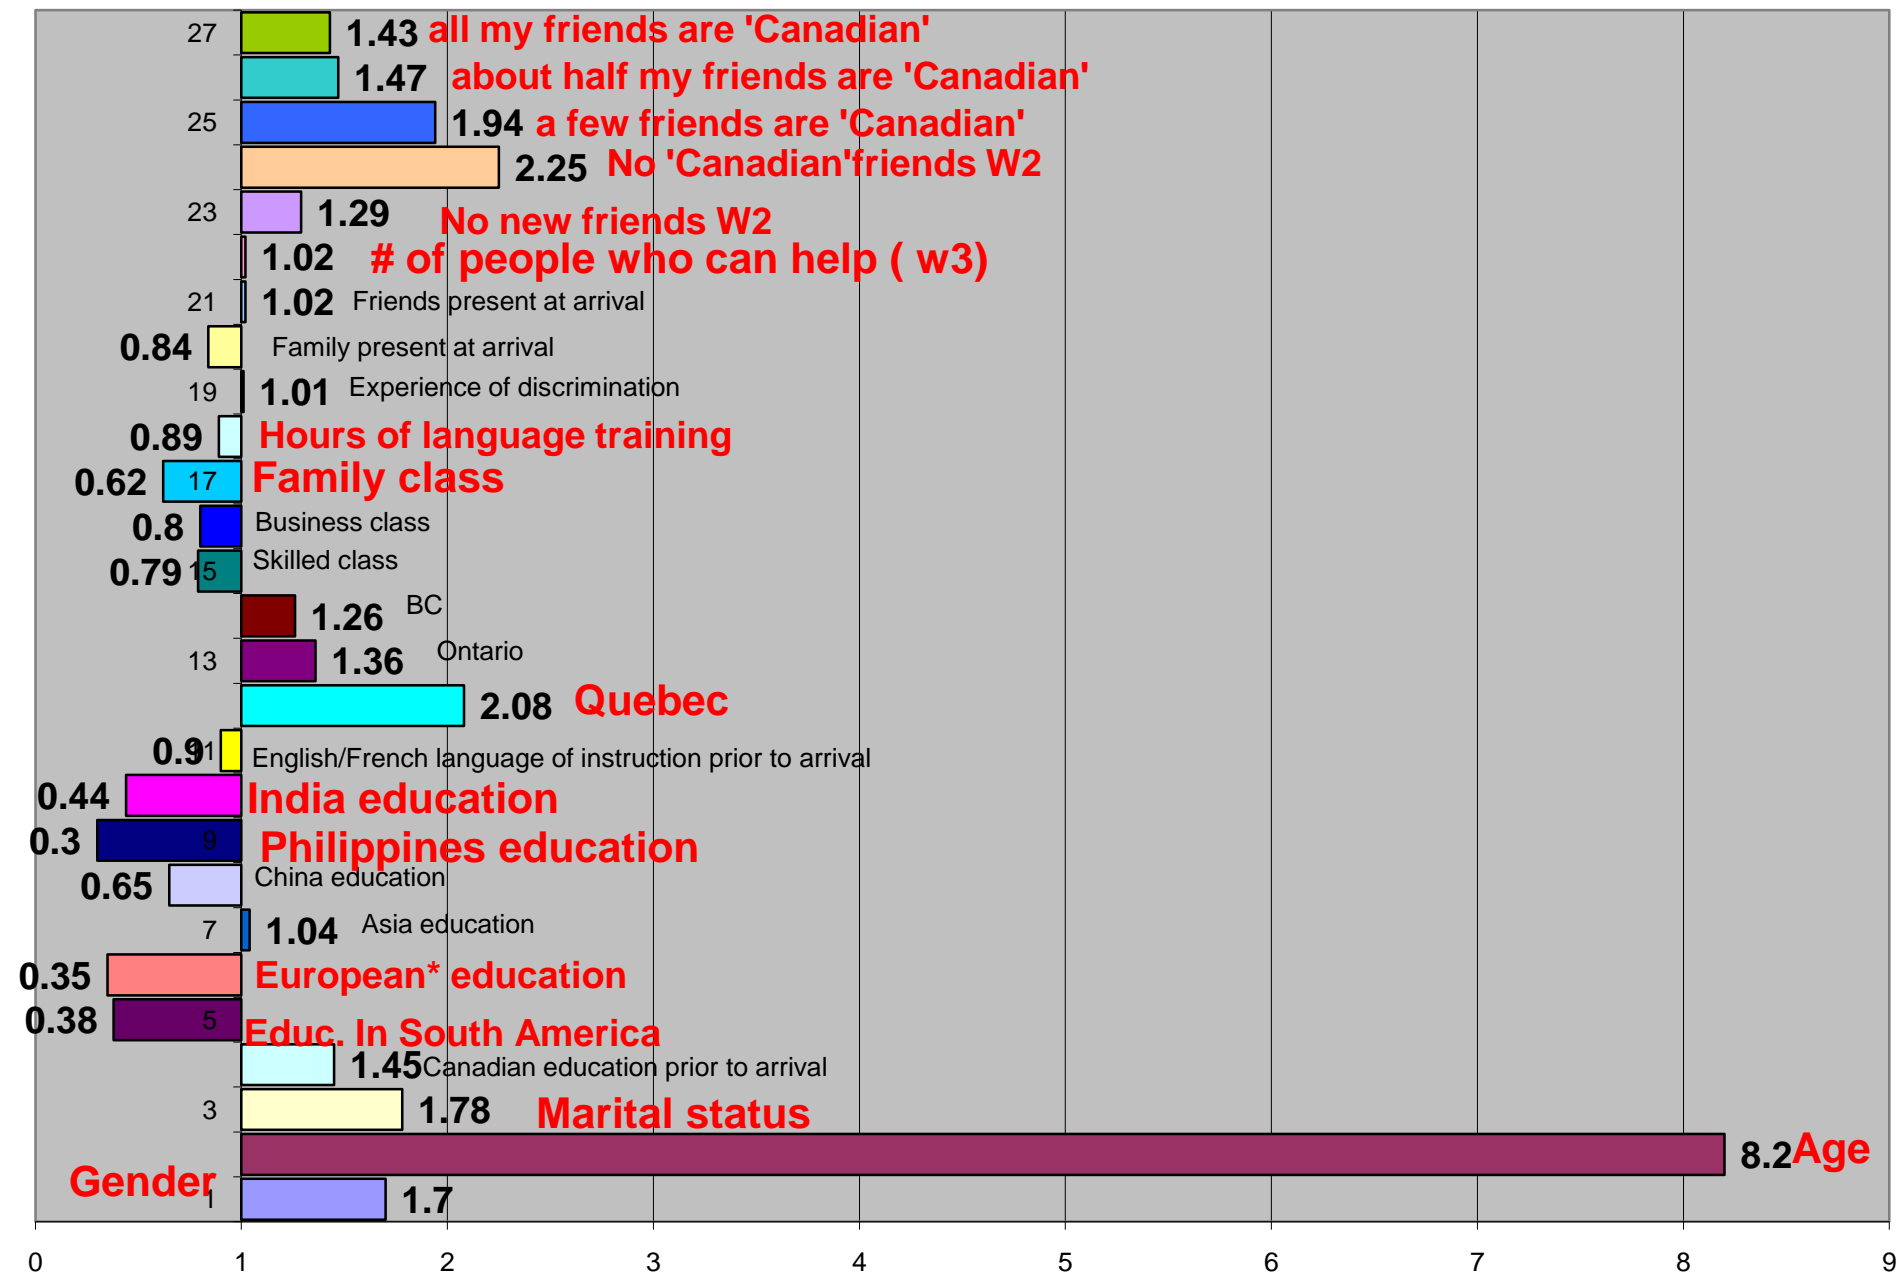 27 1.43 all my friends are 'Canadian'
1.47 about half my friends are 'Canadian'
25 1.94 a few friends are 'Canadian'
2.25 No 'Canadian'friends W2
23 1.29 No new friends W2
1.02 # of people who can help ( w3)
21 1.02 Friends present at arrival
0.84 Family present at arrival
19 1.01 Experience of discrimination
0.89 Hours of language training
0.62 17 Family class
0.8 Business class
0.79 15 Skilled class
1.26 BC
13 1.36 Ontario
2.08 Quebec
0.9 11 English/French language of instruction prior to arrival
0.44 India education
0.3 9 Philippines education
0.65 China education
7 1.04 Asia education
0.35 European* education
0.38 5 Educ. In South America
1.45 Canadian education prior to arrival
3 1.78 Marital status
8.2 Age
Gender 1 1.7
0 1 2 3 4 5 6 7 8 9